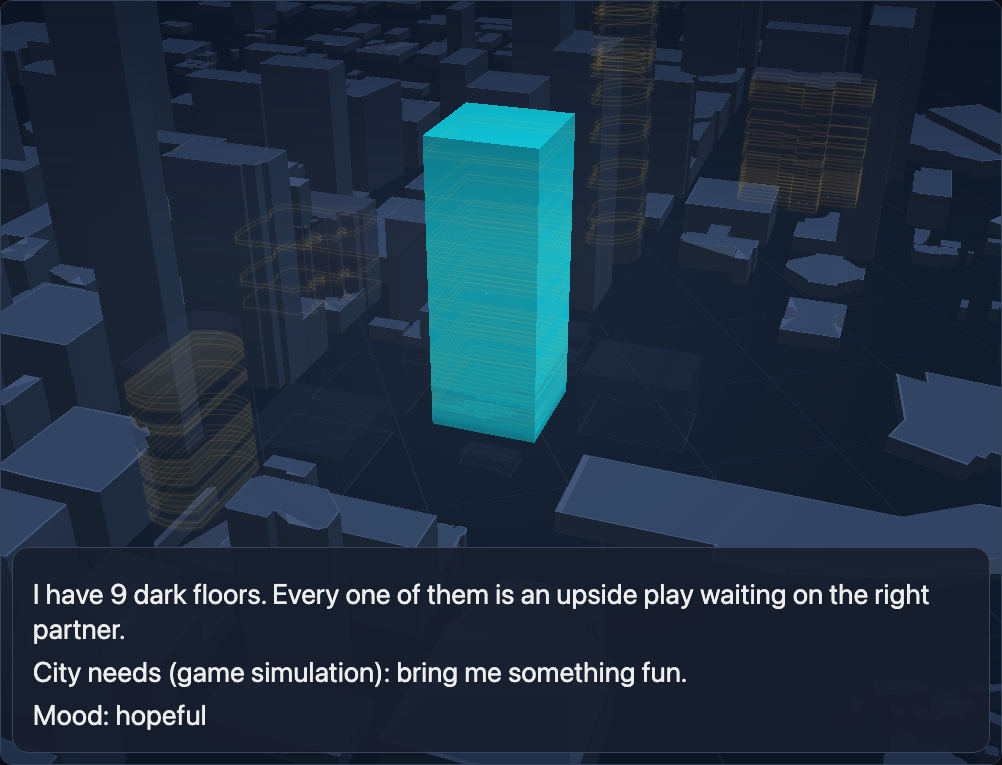 I have 9 dark floors. Every one of them is an upside play waiting on the right
partner.
City needs (game simulation): bring me something fun.
Mood: hopeful